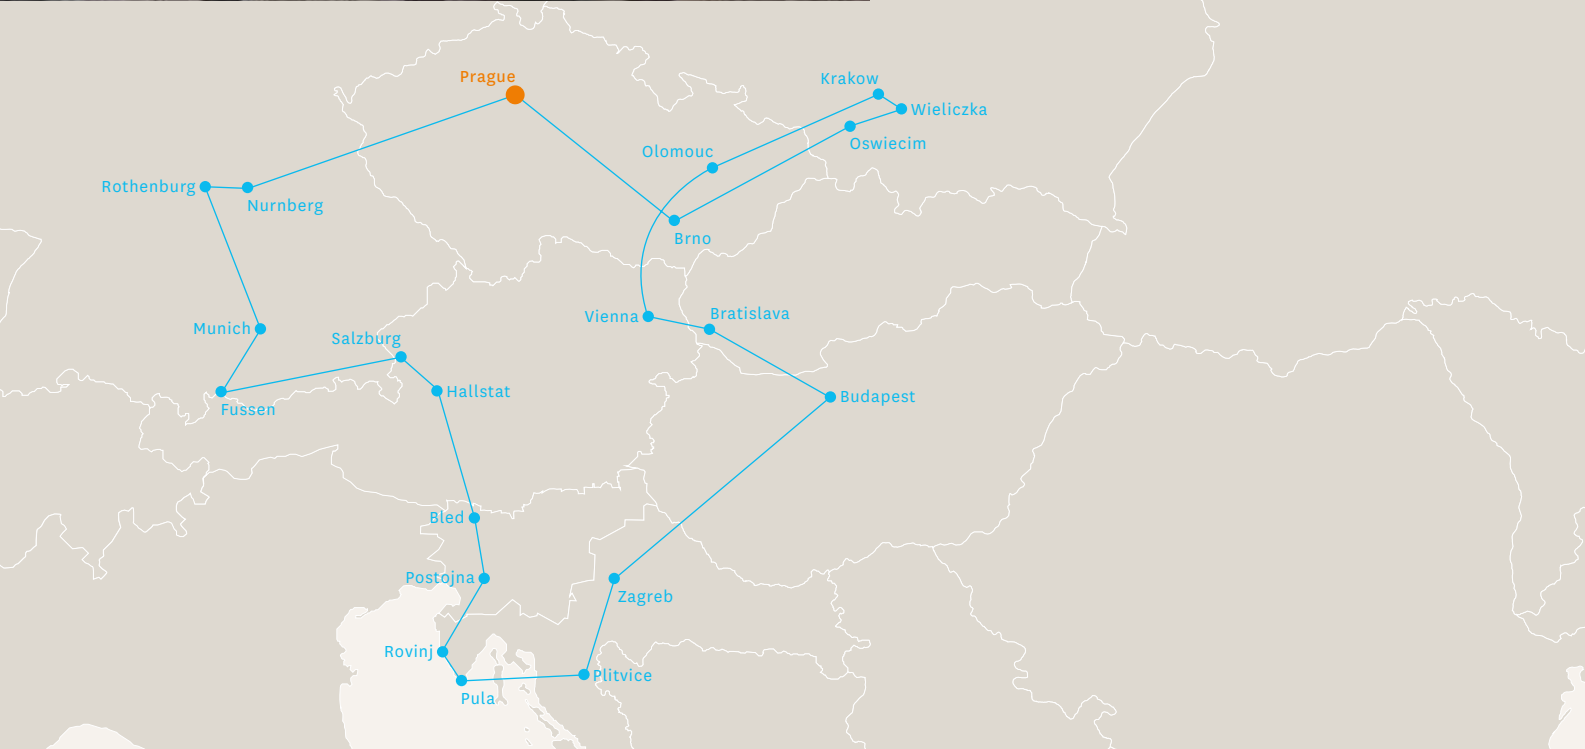 Prague
Krakow
Wieliczka
Oswiecim
Olomouc
Rothenburg
Nurnberg
Brno
Vienna
Bratislava
Munich
Salzburg
Hallstat
Budapest
Fussen
Bled
Postojna
Zagreb
Rovinj
Plitvice
Pula